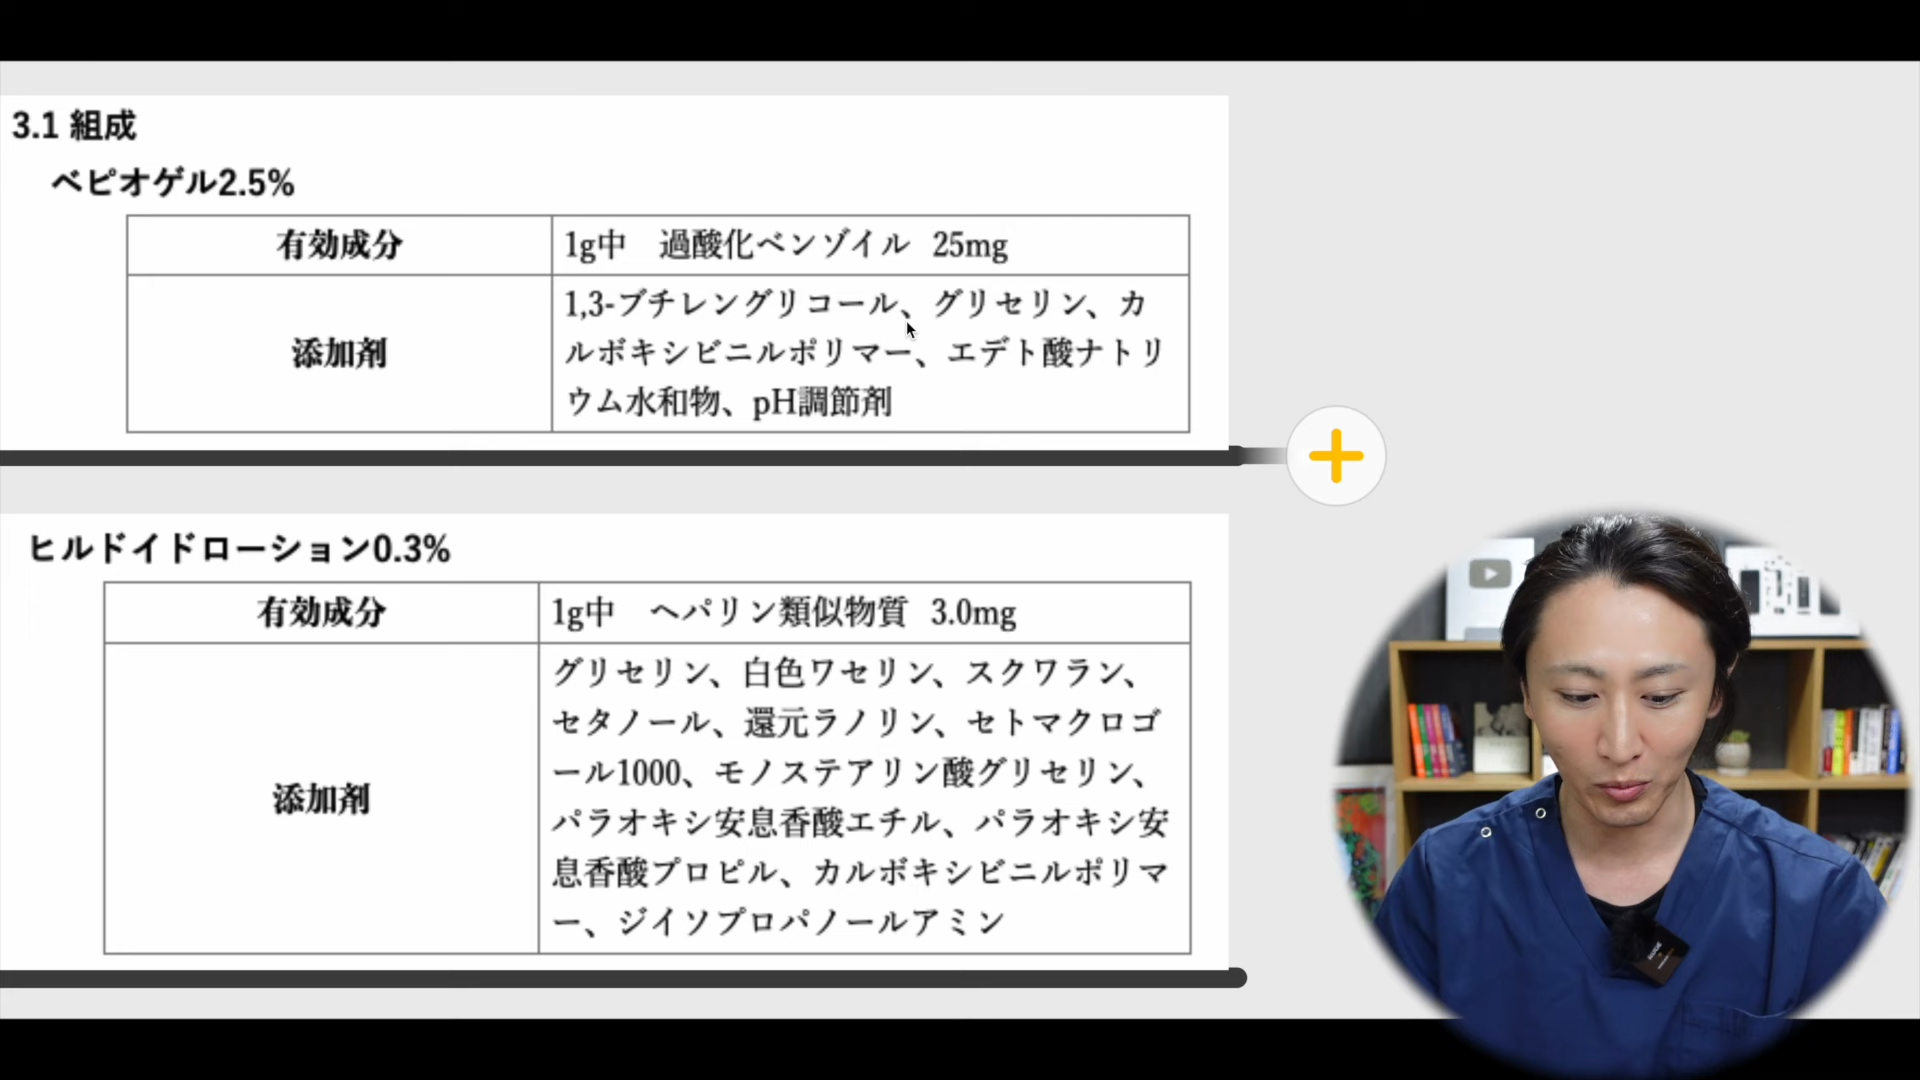 3.1 組成
ベピオゲル2.5%
有効成分
1g中 過酸化ベンゾイル 25mg
添加剤
1,3-ブチレングリコール、グリセリン、カ
ルボキシビニルポリマー、エデト酸ナトリ
ウム水和物、pH調節剤
ヒルドイドローション0.3%
有効成分
1g中 ヘパリン類似物質 3.0mg
添加剤
グリセリン、白色ワセリン、スクワラン、
セタノール、還元ラノリン、セトマクロゴ
ール1000、モノステアリン酸グリセリン、
パラオキシ安息香酸エチル、パラオキシ安
息香酸プロピル、カルボキシビニルポリマ
ー、ジイソプロパノールアミン